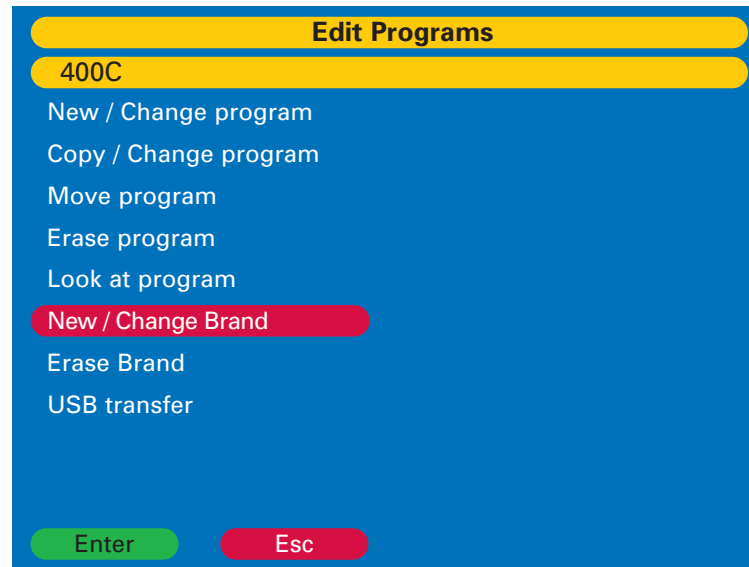 Edit Programs
400C
New / Change program
Copy / Change program
Move program
Erase program
Look at program
New / Change Brand
Erase Brand
USB transfer
Enter Esc